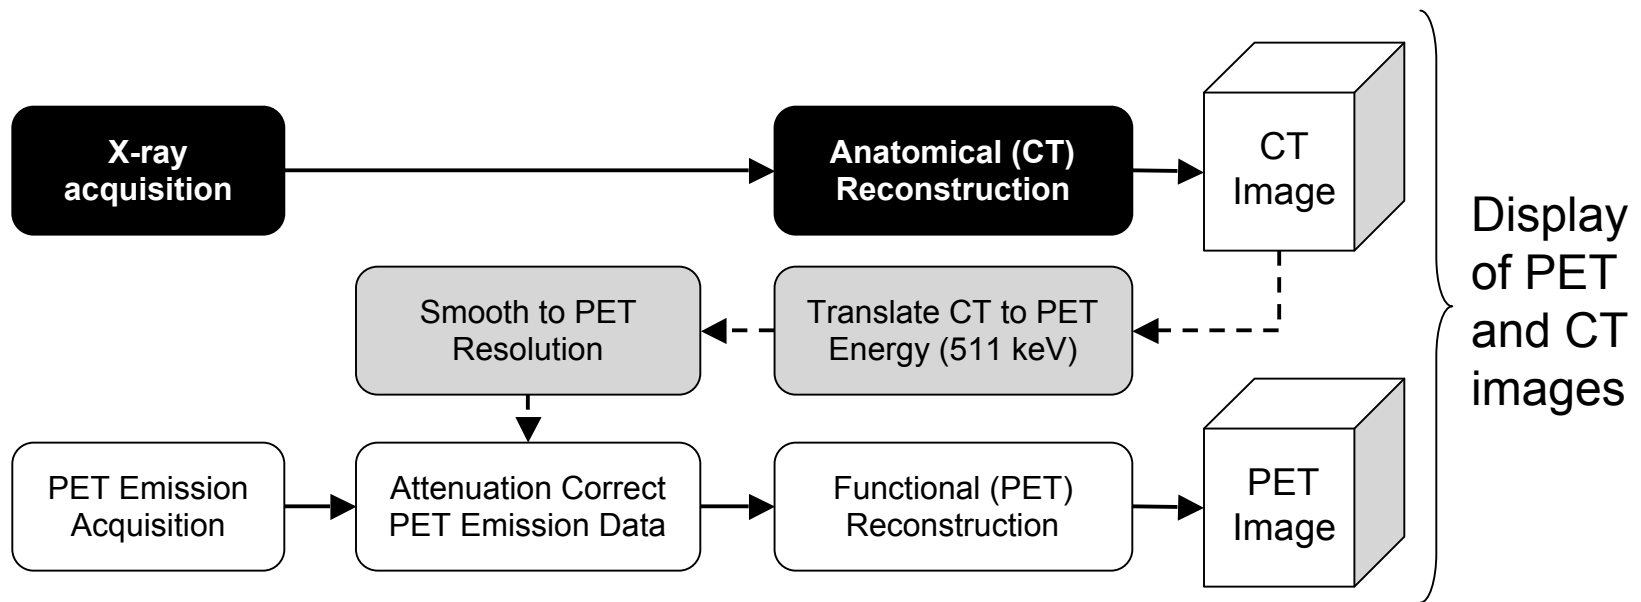 X-ray
acquisition
Anatomical (CT)
Reconstruction
CT
Image
Smooth to PET
Resolution
Translate CT to PET
Energy (511 keV)
PET Emission
Acquisition
Attenuation Correct
PET Emission Data
Functional (PET)
Reconstruction
PET
Image
Display
of PET
and CT
images